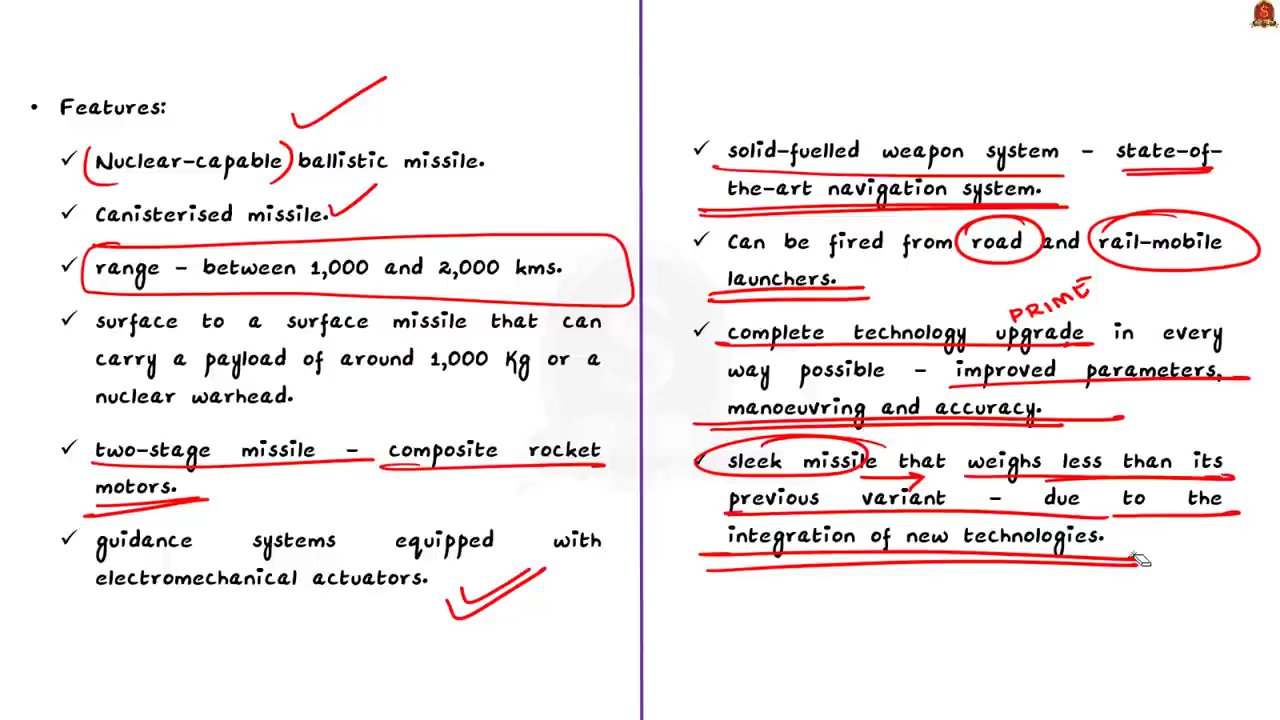 • Features:
✓ (Nuclear-capable) ballistic missile.
✓ Canisterised missile.
✓ range – between 1,000 and 2,000 kms.
✓ surface to a surface missile that can
carry a payload of around 1,000 Kg or a
nuclear warhead.
✓ two-stage missile – composite rocket
motors.
✓ guidance systems equipped with
electromechanical actuators.
✓ solid-fuelled weapon system – state-of-
the-art navigation system.
✓ Can be fired from road and rail-mobile
launchers.
PRIME
✓ complete technology upgrade in every
way possible – improved parameters,
manoeuvring and accuracy.
✓ sleek missile that weighs less than its
previous variant – due to the
integration of new technologies.